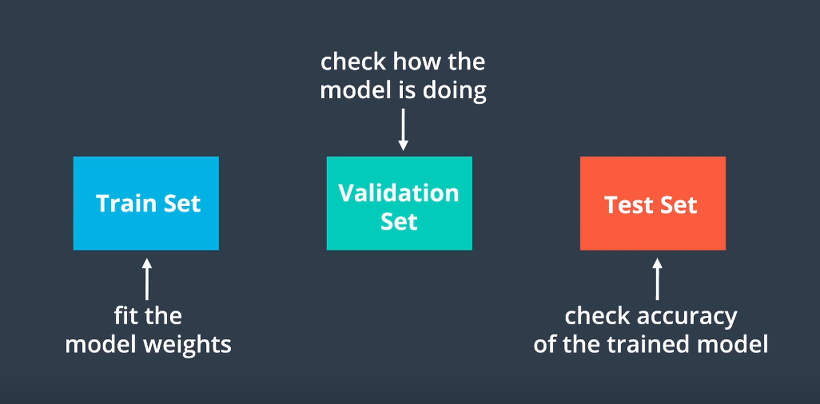 check how the
model is doing
Train Set
Validation
Set
Test Set
fit the
model weights
check accuracy
of the trained model